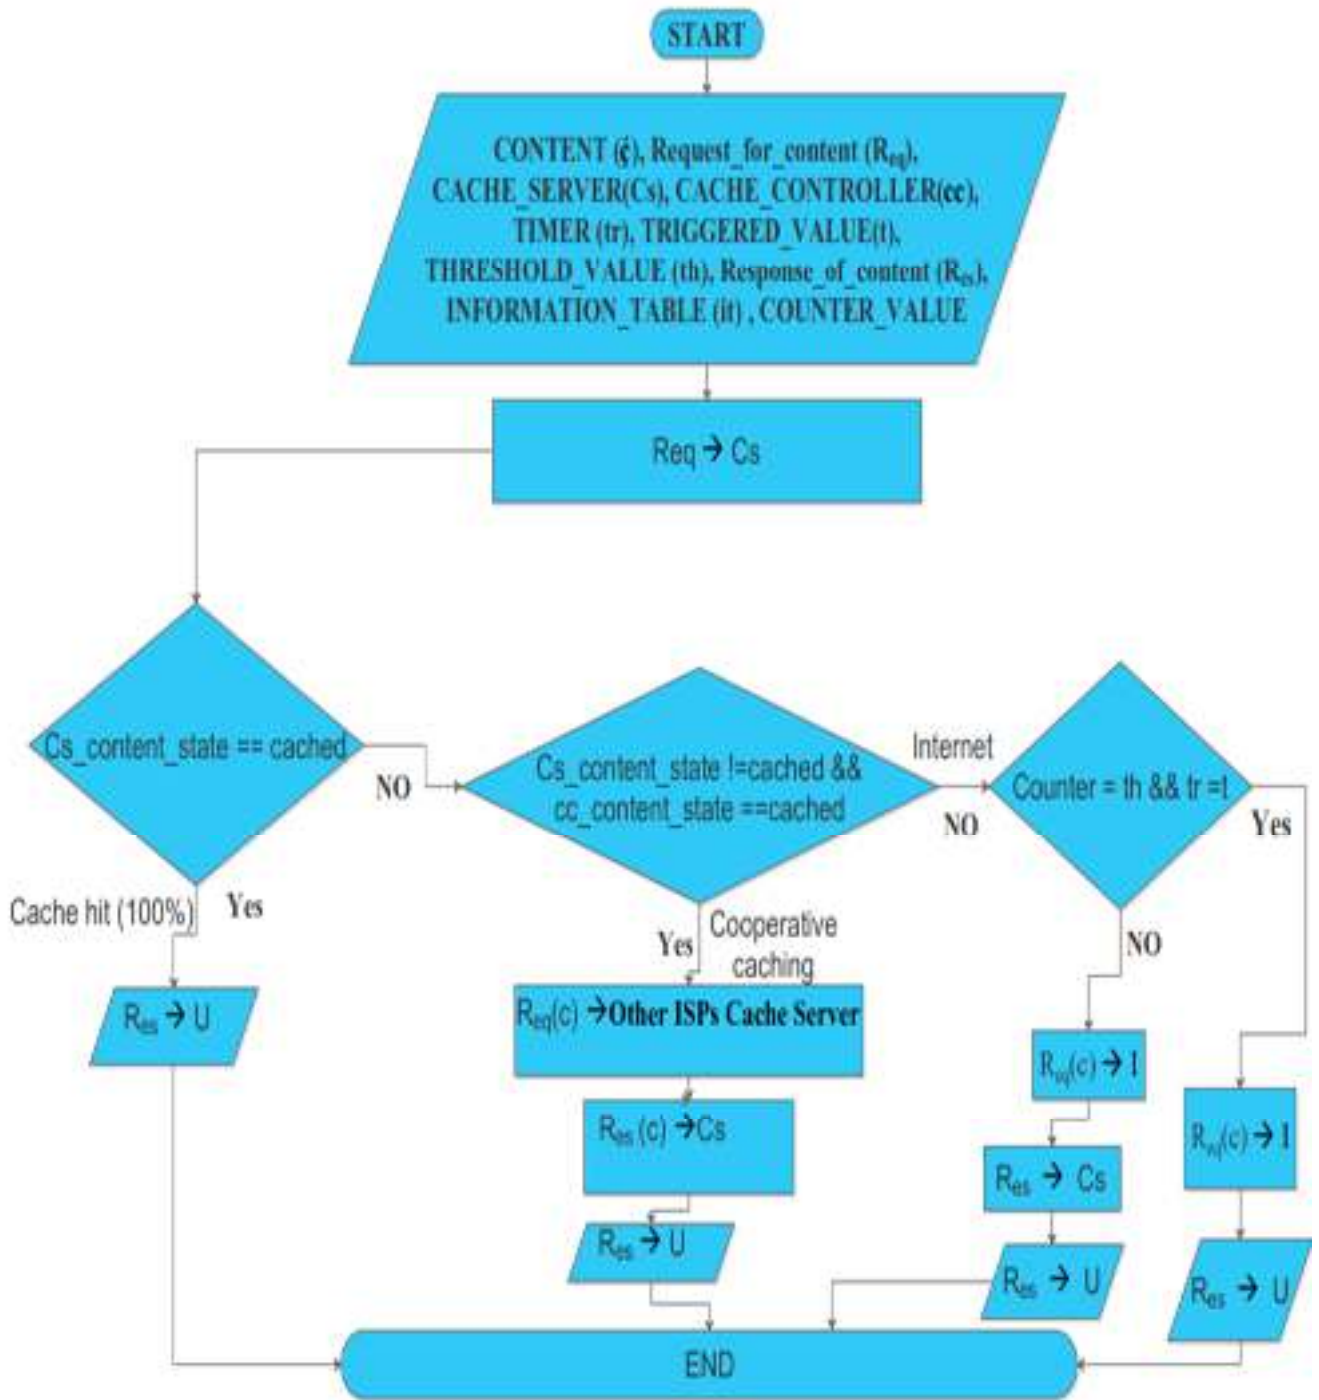 START
CONTENT (c), Request_for_content (Req),
CACHE_SERVER(Cs), CACHE_CONTROLLER(cc),
TIMER (tr), TRIGGERED_VALUE(t),
THRESHOLD_VALUE (th), Response_of_content (Res),
INFORMATION_TABLE (it) , COUNTER_VALUE
Req → Cs
Cs_content_state == cached
NO
Cs_content_state !=cached &&
cc_content_state ==cached
Internet
NO
Counter = th && tr =t
Yes
Cache hit (100%)
Yes
Yes
Cooperative
caching
NO
Res → U
Req(c) →Other ISPs Cache Server
Res (c) →Cs
Res → U
Req(c) → I
Res → Cs
Res → U
Req(c) → I
Res → U
END